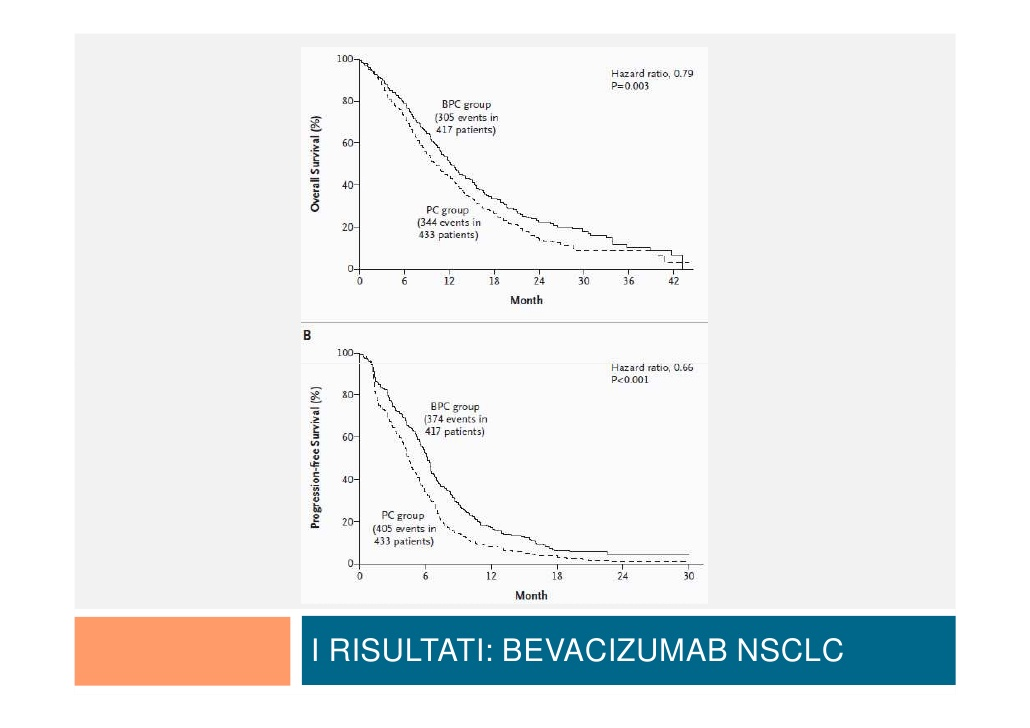 100
80
60
40
20
0
Overall Survival (%)
Hazard ratio, 0.79
P=0.003
BPC group
(305 events in
417 patients)
PC group
(344 events in
433 patients)
0 6 12 18 24 30 36 42
Month
B
100
80
60
40
20
0
Progression-free Survival (%)
Hazard ratio, 0.66
P<0.001
BPC group
(374 events in
417 patients)
PC group
(405 events in
433 patients)
0 6 12 18 24 30
Month
I RISULTATI: BEVACIZUMAB NSCLC